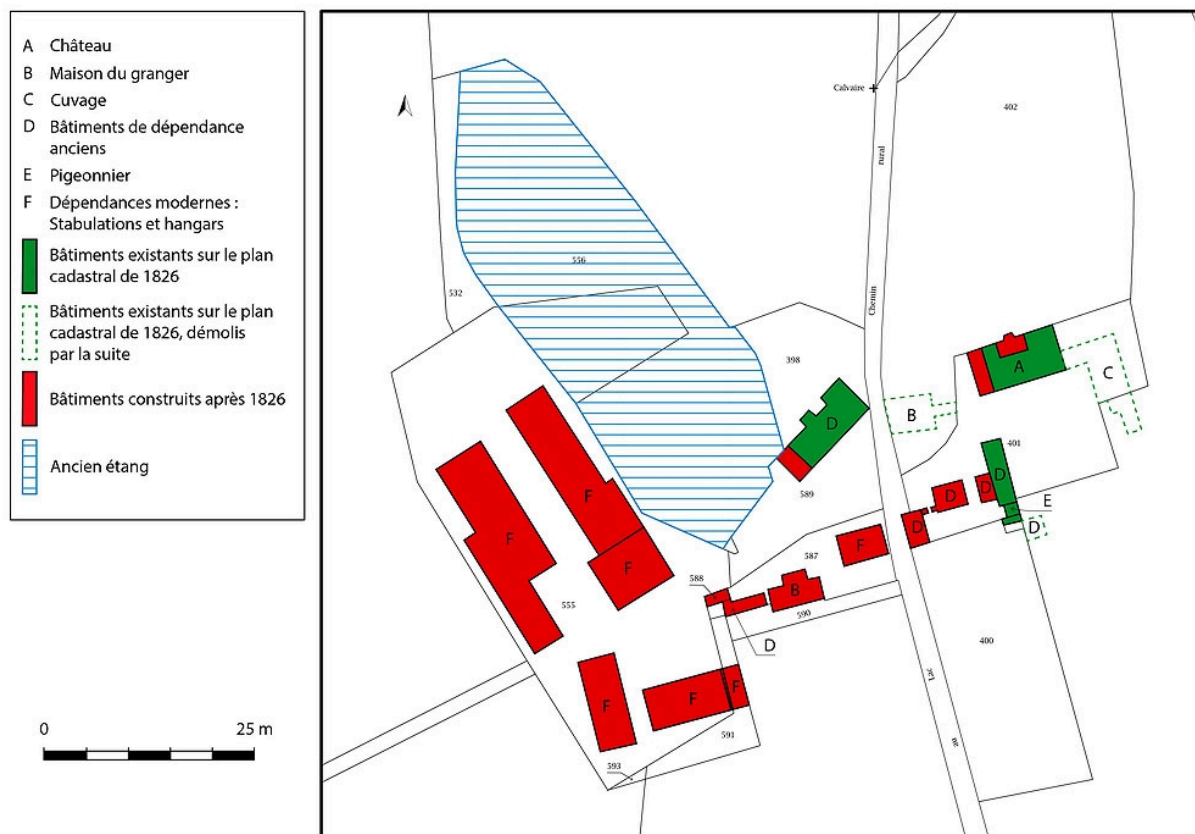 A Château
B Maison du granger
C Cuvage
D Bâtiments de dépendance
anciens
E Pigeonnier
F Dépendances modernes :
Stabulations et hangars
Bâtiments existants sur le plan
cadastral de 1826
Bâtiments existants sur le plan
cadastral de 1826, démolis
par la suite
Bâtiments construits après 1826
Ancien étang
0 25 m
Calvaire
402
rural
556
532
Chemin
398
A
C
B
D
401
D
589
E
D
D
D
D
F
F
F
F
587
588
B
590
555
D
400
Lac
au
F
F
F
591
593